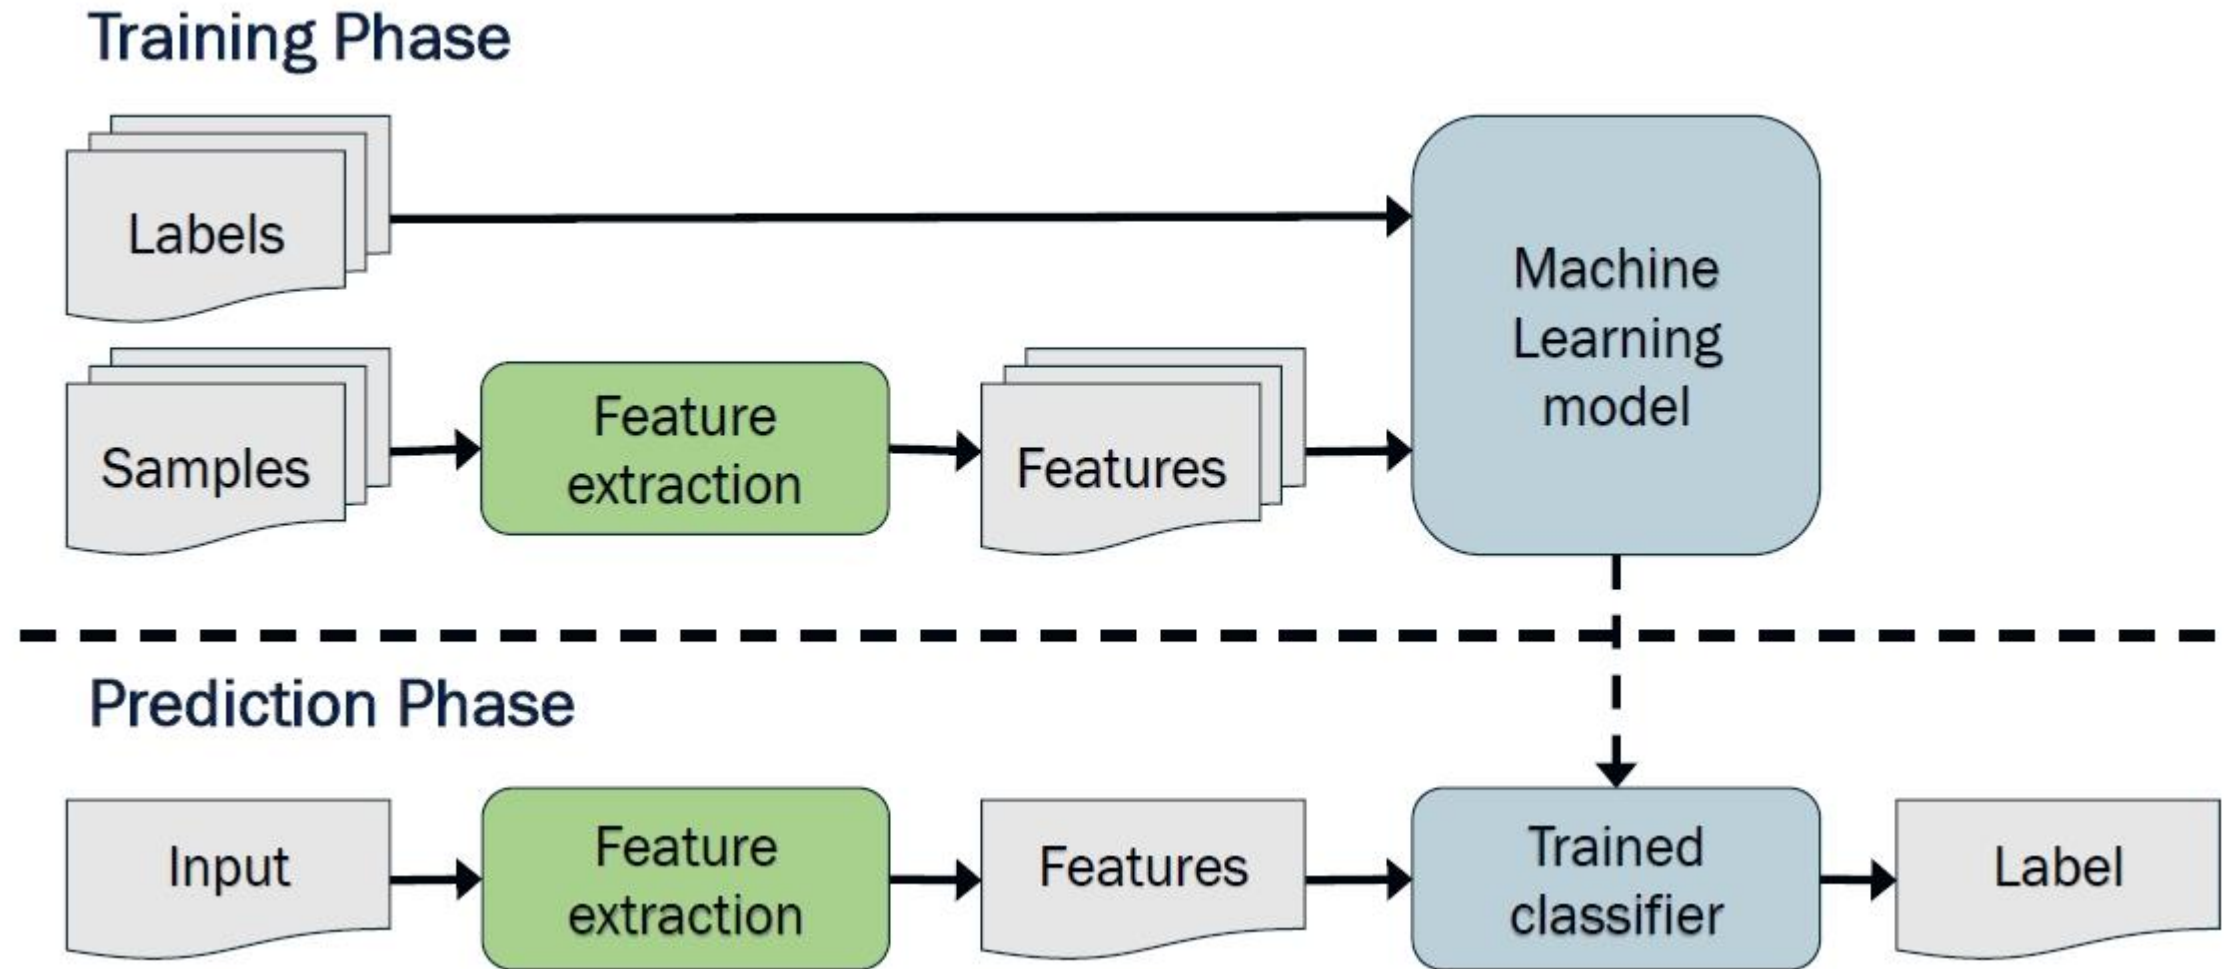 Training Phase
Labels
Machine
Learning
model
Samples
Feature
extraction
Features
Prediction Phase
Input
Feature
extraction
Features
Trained
classifier
Label